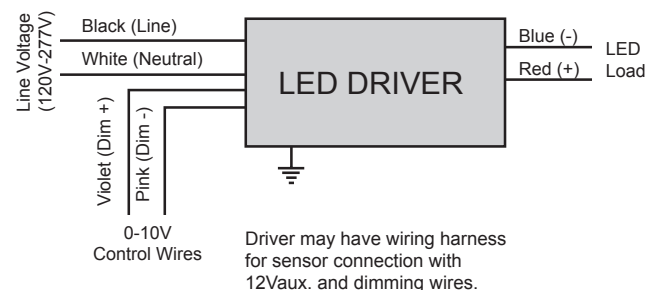 Line Voltage
(120V-277V)
Black (Line)
White (Neutral)
Violet (Dim +)
Pink (Dim -)
0-10V
Control Wires
LED DRIVER
Blue (-)
Red (+)
LED
Load
Driver may have wiring harness
for sensor connection with
12Vaux. and dimming wires.